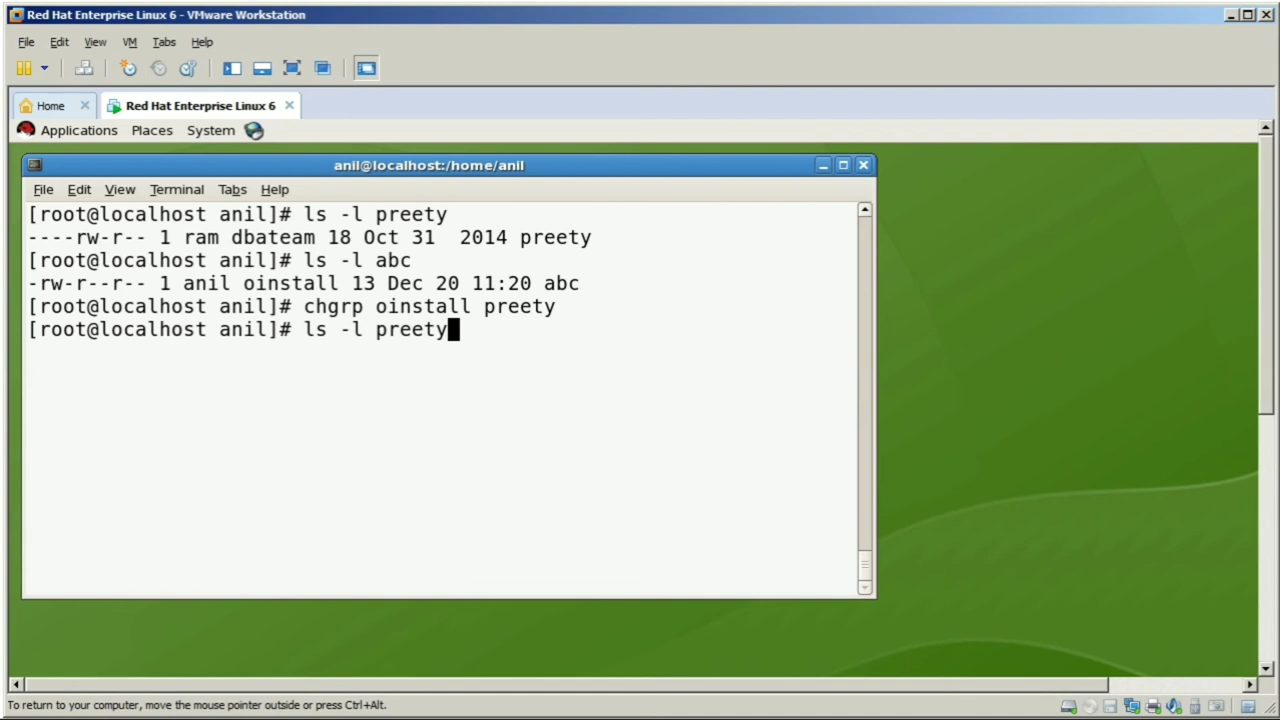 Red Hat Enterprise Linux 6 - VMware Workstation
File Edit View VM Tabs Help
Home Red Hat Enterprise Linux 6
Applications Places System
anil@localhost:/home/anil
File Edit View Terminal Tabs Help
[root@localhost anil]# ls -l preety
----rw-r-- 1 ram dbateam 18 Oct 31  2014 preety
[root@localhost anil]# ls -l abc
-rw-r--r-- 1 anil oinstall 13 Dec 20 11:20 abc
[root@localhost anil]# chgrp oinstall preety
[root@localhost anil]# ls -l preety
To return to your computer, move the mouse pointer outside or press Ctrl+Alt.